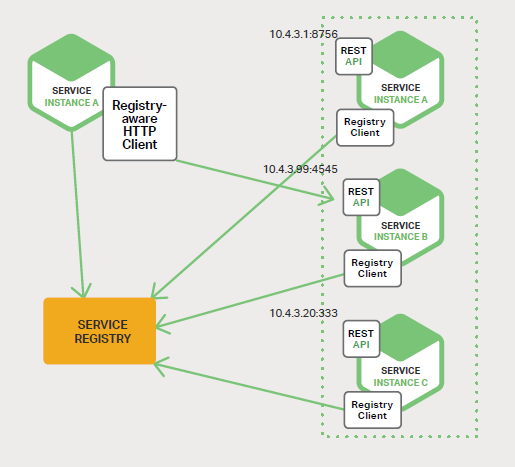 SERVICE
INSTANCE A
Registry-
aware
HTTP
Client
10.4.3.1:8756
REST
API
SERVICE
INSTANCE A
Registry
Client
10.4.3.99:4545
REST
API
SERVICE
INSTANCE B
Registry
Client
SERVICE
REGISTRY
10.4.3.20:333
REST
API
SERVICE
INSTANCE C
Registry
Client